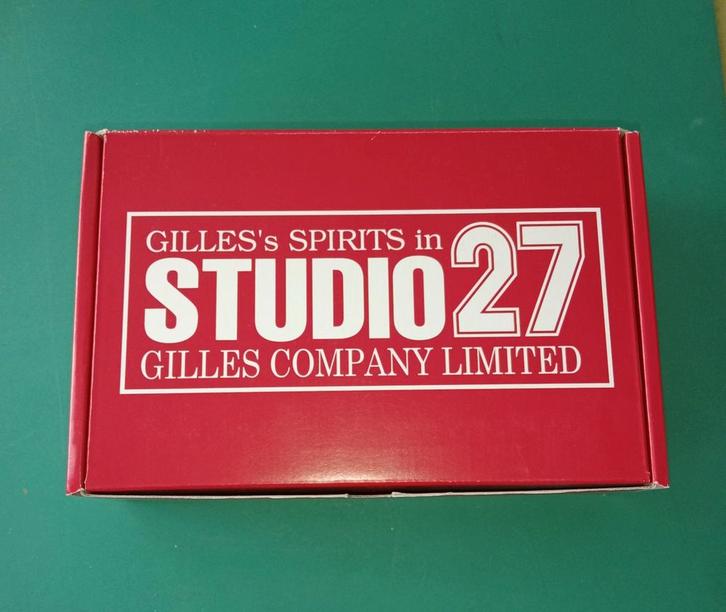 GILLES's SPIRITS in
STUDIO27
GILLES COMPANY LIMITED